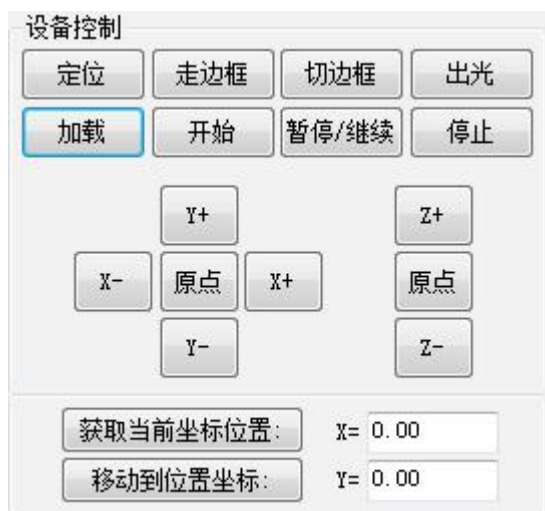 设备控制
定位 走边框 切边框 出光
加载 开始 暂停/继续 停止
Y+ Z+
X- 原点 X+ 原点
Y- Z-
获取当前坐标位置: X= 0.00
移动到位置坐标: Y= 0.00